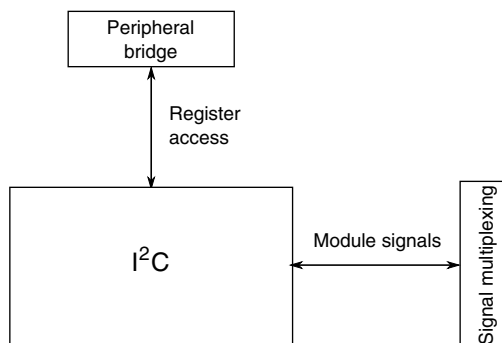 Peripheral
bridge
Register
access
I²C
Module signals
Signal multiplexing